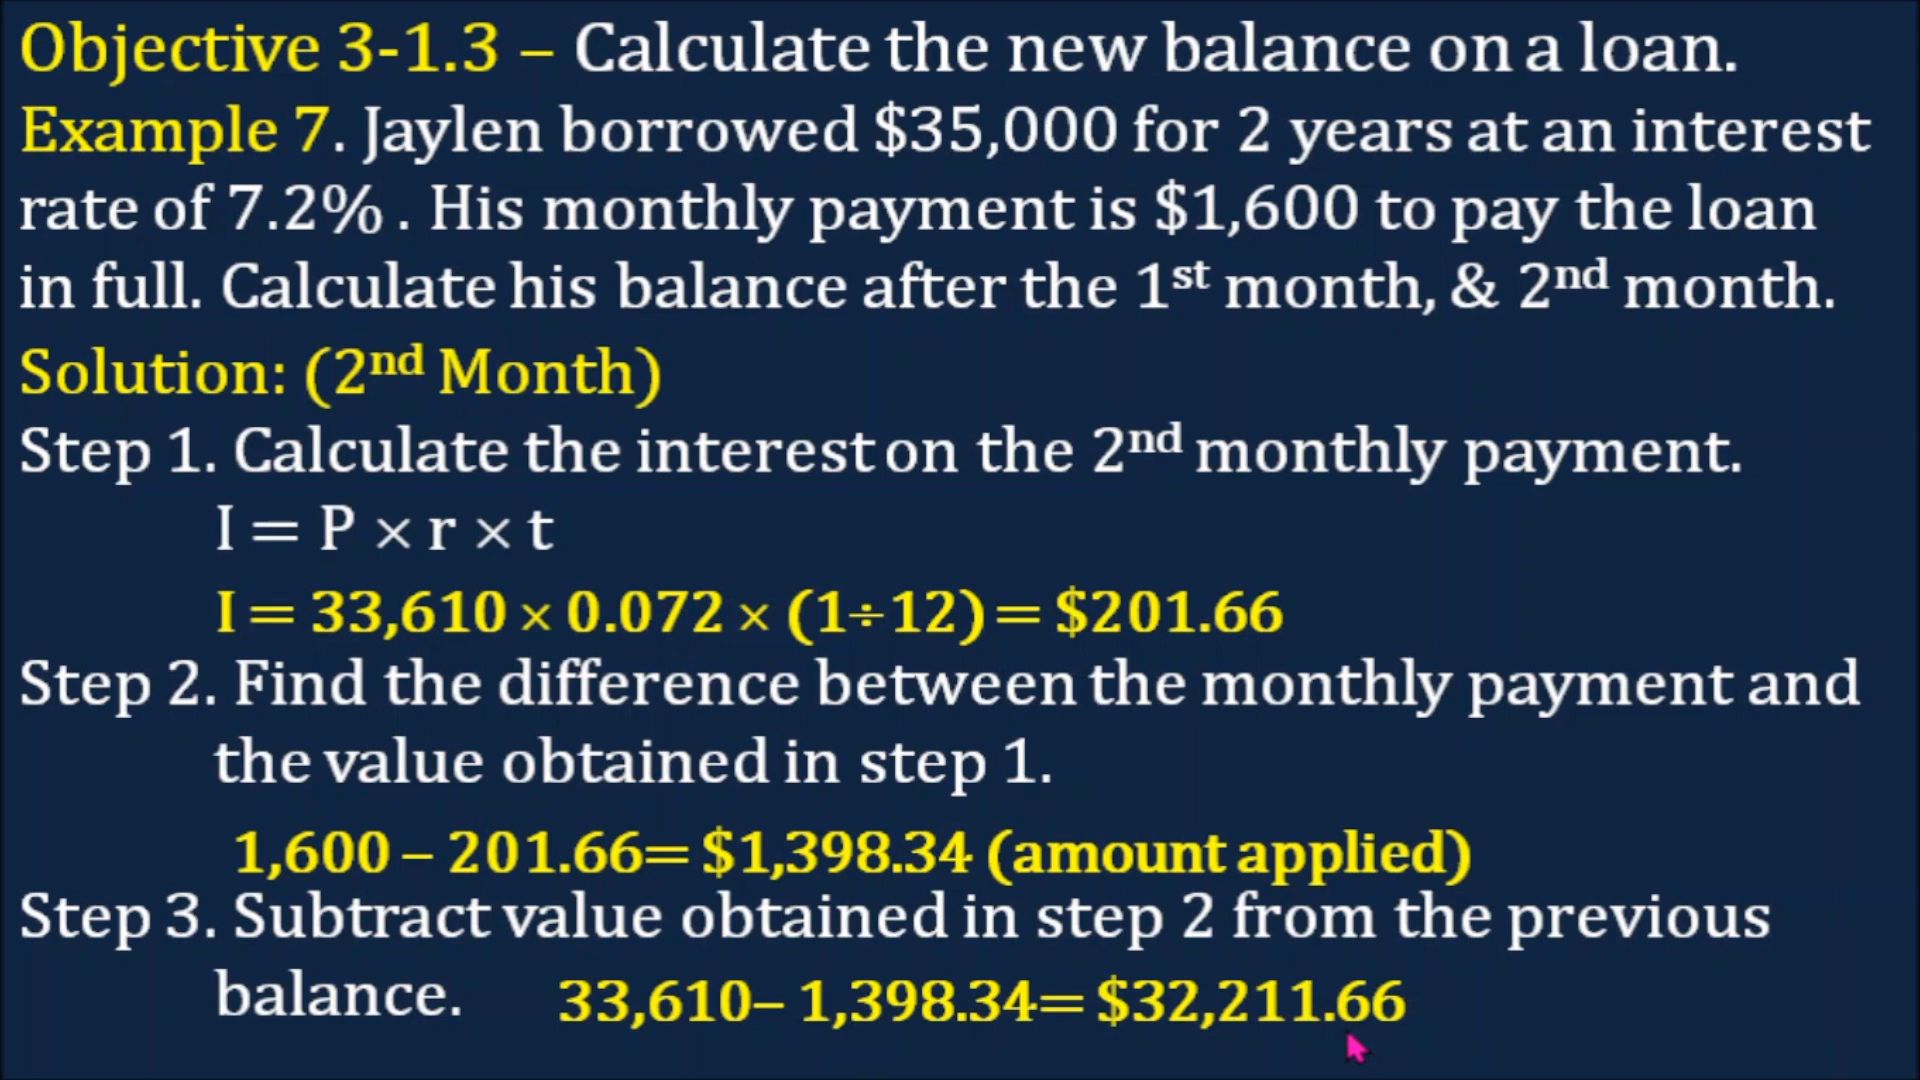 Objective 3-1.3 – Calculate the new balance on a loan.
Example 7. Jaylen borrowed $35,000 for 2 years at an interest
rate of 7.2% . His monthly payment is $1,600 to pay the loan
in full. Calculate his balance after the 1st month, & 2nd month.
Solution: (2nd Month)
Step 1. Calculate the interest on the 2nd monthly payment.
I = P × r × t
I = 33,610 × 0.072 × (1÷12) = $201.66
Step 2. Find the difference between the monthly payment and
the value obtained in step 1.
1,600 – 201.66= $1,398.34 (amount applied)
Step 3. Subtract value obtained in step 2 from the previous
balance. 33,610– 1,398.34= $32,211.66